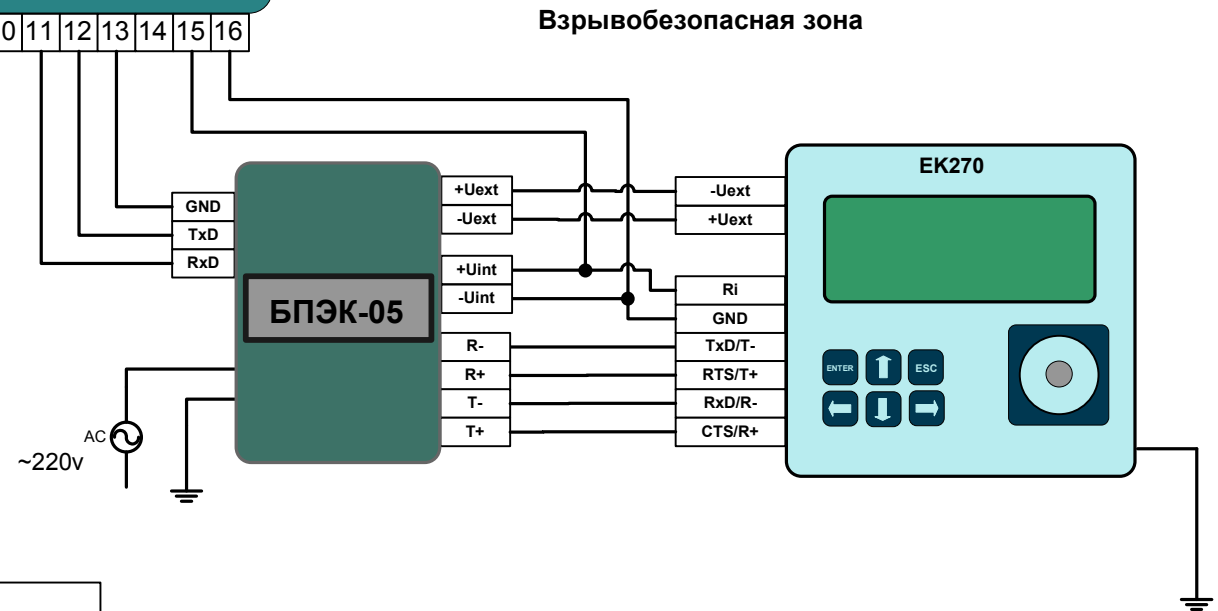 Взрывобезопасная зона
0 11 12 13 14 15 16
EK270
GND
TxD
RxD
БПЭК-05
+Uext
-Uext
+Uint
-Uint
R-
R+
T-
T+
-Uext
+Uext
Ri
GND
TxD/T-
RTS/T+
RxD/R-
CTS/R+
ENTER
ESC
AC
~220v